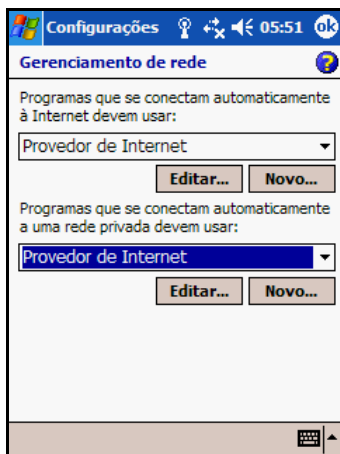 Configurações 05:51 ok
Gerenciamento de rede
Programas que se conectam automaticamente
à Internet devem usar:
Provedor de Internet
Editar... Novo...
Programas que se conectam automaticamente
a uma rede privada devem usar:
Provedor de Internet
Editar... Novo...